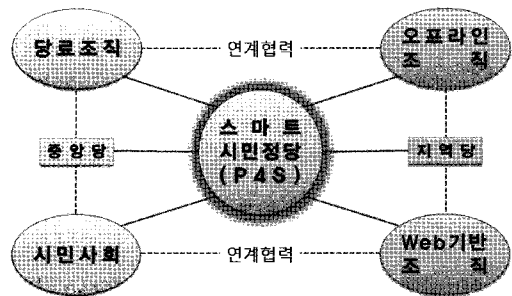 당료조직
연계협력
오프라인
조 직
스 마 트
시민정당
(P4S)
중앙당
지역당
시민사회
연계협력
Web기반
조 직